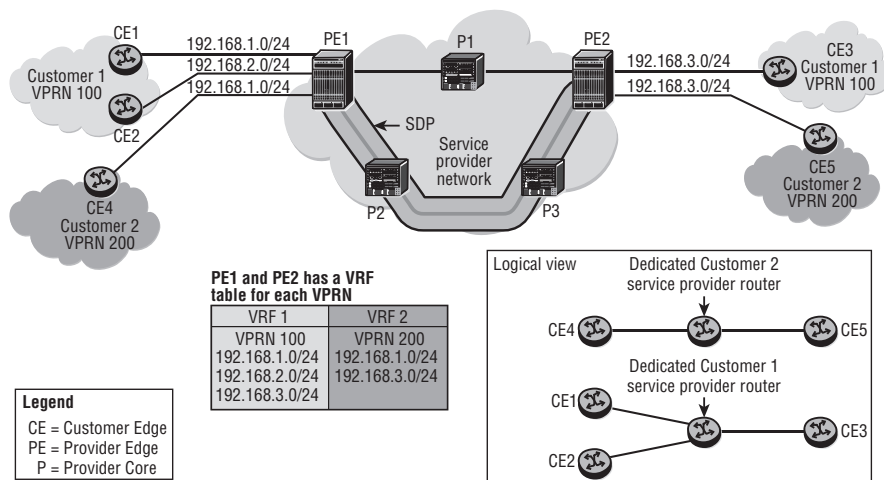 CE1
192.168.1.0/24
192.168.2.0/24
192.168.1.0/24
Customer 1
VPRN 100
CE2
CE4
Customer 2
VPRN 200
PE1
P1
PE2
SDP
Service
provider
network
P2
P3
192.168.3.0/24
192.168.3.0/24
CE3
Customer 1
VPRN 100
CE5
Customer 2
VPRN 200
PE1 and PE2 has a VRF
table for each VPRN
VRF 1
VPRN 100
192.168.1.0/24
192.168.2.0/24
192.168.3.0/24
VRF 2
VPRN 200
192.168.1.0/24
192.168.3.0/24
Legend
CE = Customer Edge
PE = Provider Edge
P = Provider Core
Logical view
Dedicated Customer 2
service provider router
CE4
CE5
Dedicated Customer 1
service provider router
CE1
CE3
CE2